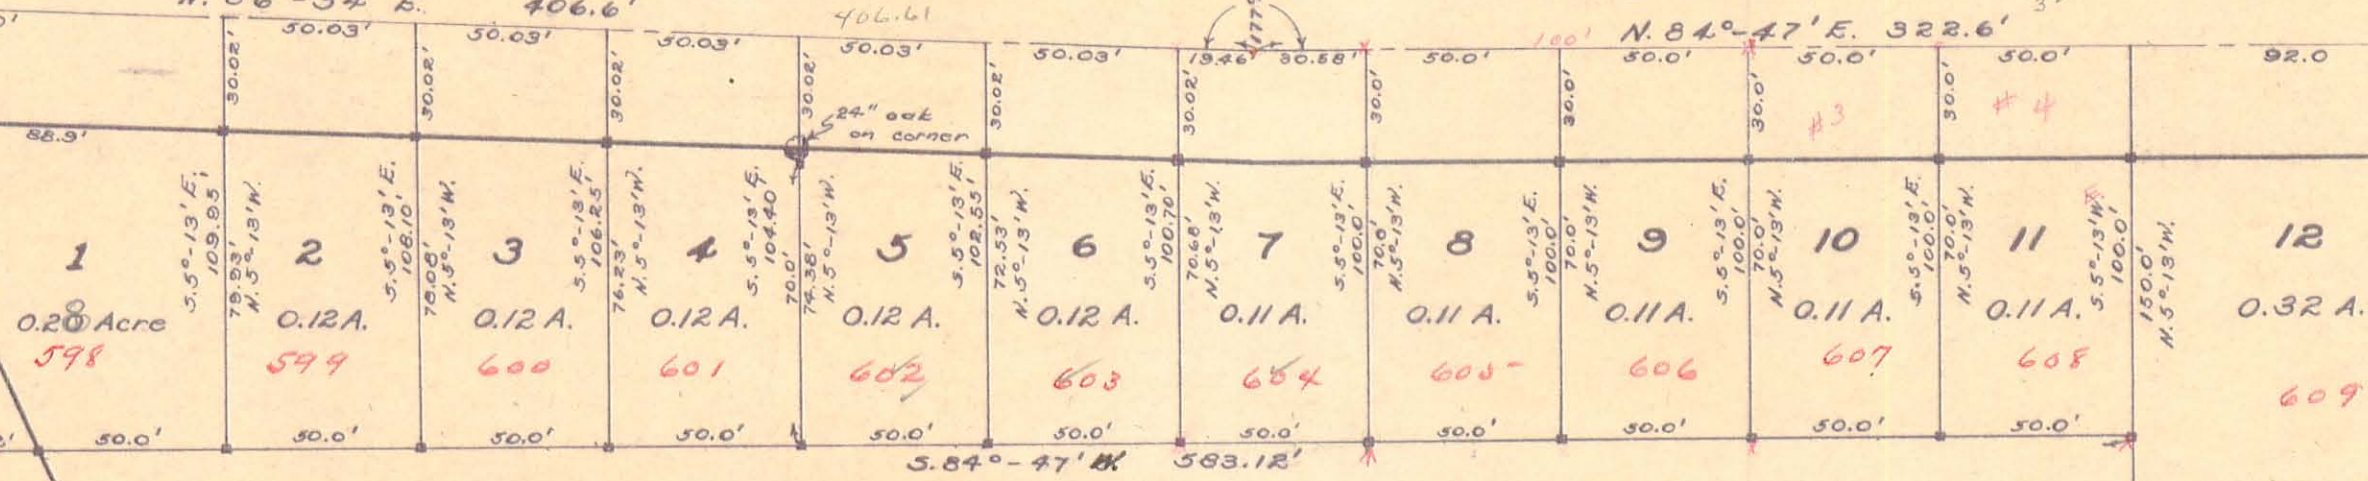 406.6'
406.61
177°
3'
100'
N. 84°-47' E. 322.6'
50.03'
50.03'
50.03'
50.03'
50.03'
19.46'
30.58'
50.0'
50.0'
50.0'
50.0'
92.0
30.02'
30.02'
30.02'
30.02'
30.02'
30.02'
30.0'
30.0'
30.0'
30.0'
#3
#4
24" oak
on corner
88.9'
S.5°-13'E.
109.95'
79.93'
N.5°-13'W.
S.5°-13'E.
108.10'
78.08'
N.5°-13'W.
S.5°-13'E.
106.25'
76.23'
N.5°-13'W.
S.5°-13'E.
104.40'
70.0'
74.38'
N.5°-13'W.
S.5°-13'E.
102.55'
72.53'
N.5°-13'W.
S.5°-13'E.
100.70'
70.68'
N.5°-13'W.
S.5°-13'E.
100.0'
70.0'
N.5°-13'W.
S.5°-13'E.
100.0'
70.0'
N.5°-13'W.
S.5°-13'E.
100.0'
70.0'
N.5°-13'W.
S.5°-13'E.
100.0'
70.0'
N.5°-13'W.
S.5°-13'W.
E
100.0'
150.0'
N.5°-13'W.
1 2 3 4 5 6 7 8 9 10 11 12
0.28 Acre 0.12A. 0.12 A. 0.12 A. 0.12 A. 0.12 A. 0.11 A. 0.11 A. 0.11 A. 0.11 A. 0.11 A. 0.32 A.
598 599 600 601 602 603 604 605 606 607 608 609
50.0' 50.0' 50.0' 50.0' 50.0' 50.0' 50.0' 50.0' 50.0' 50.0' 50.0'
S.84°-47' W. 583.12'